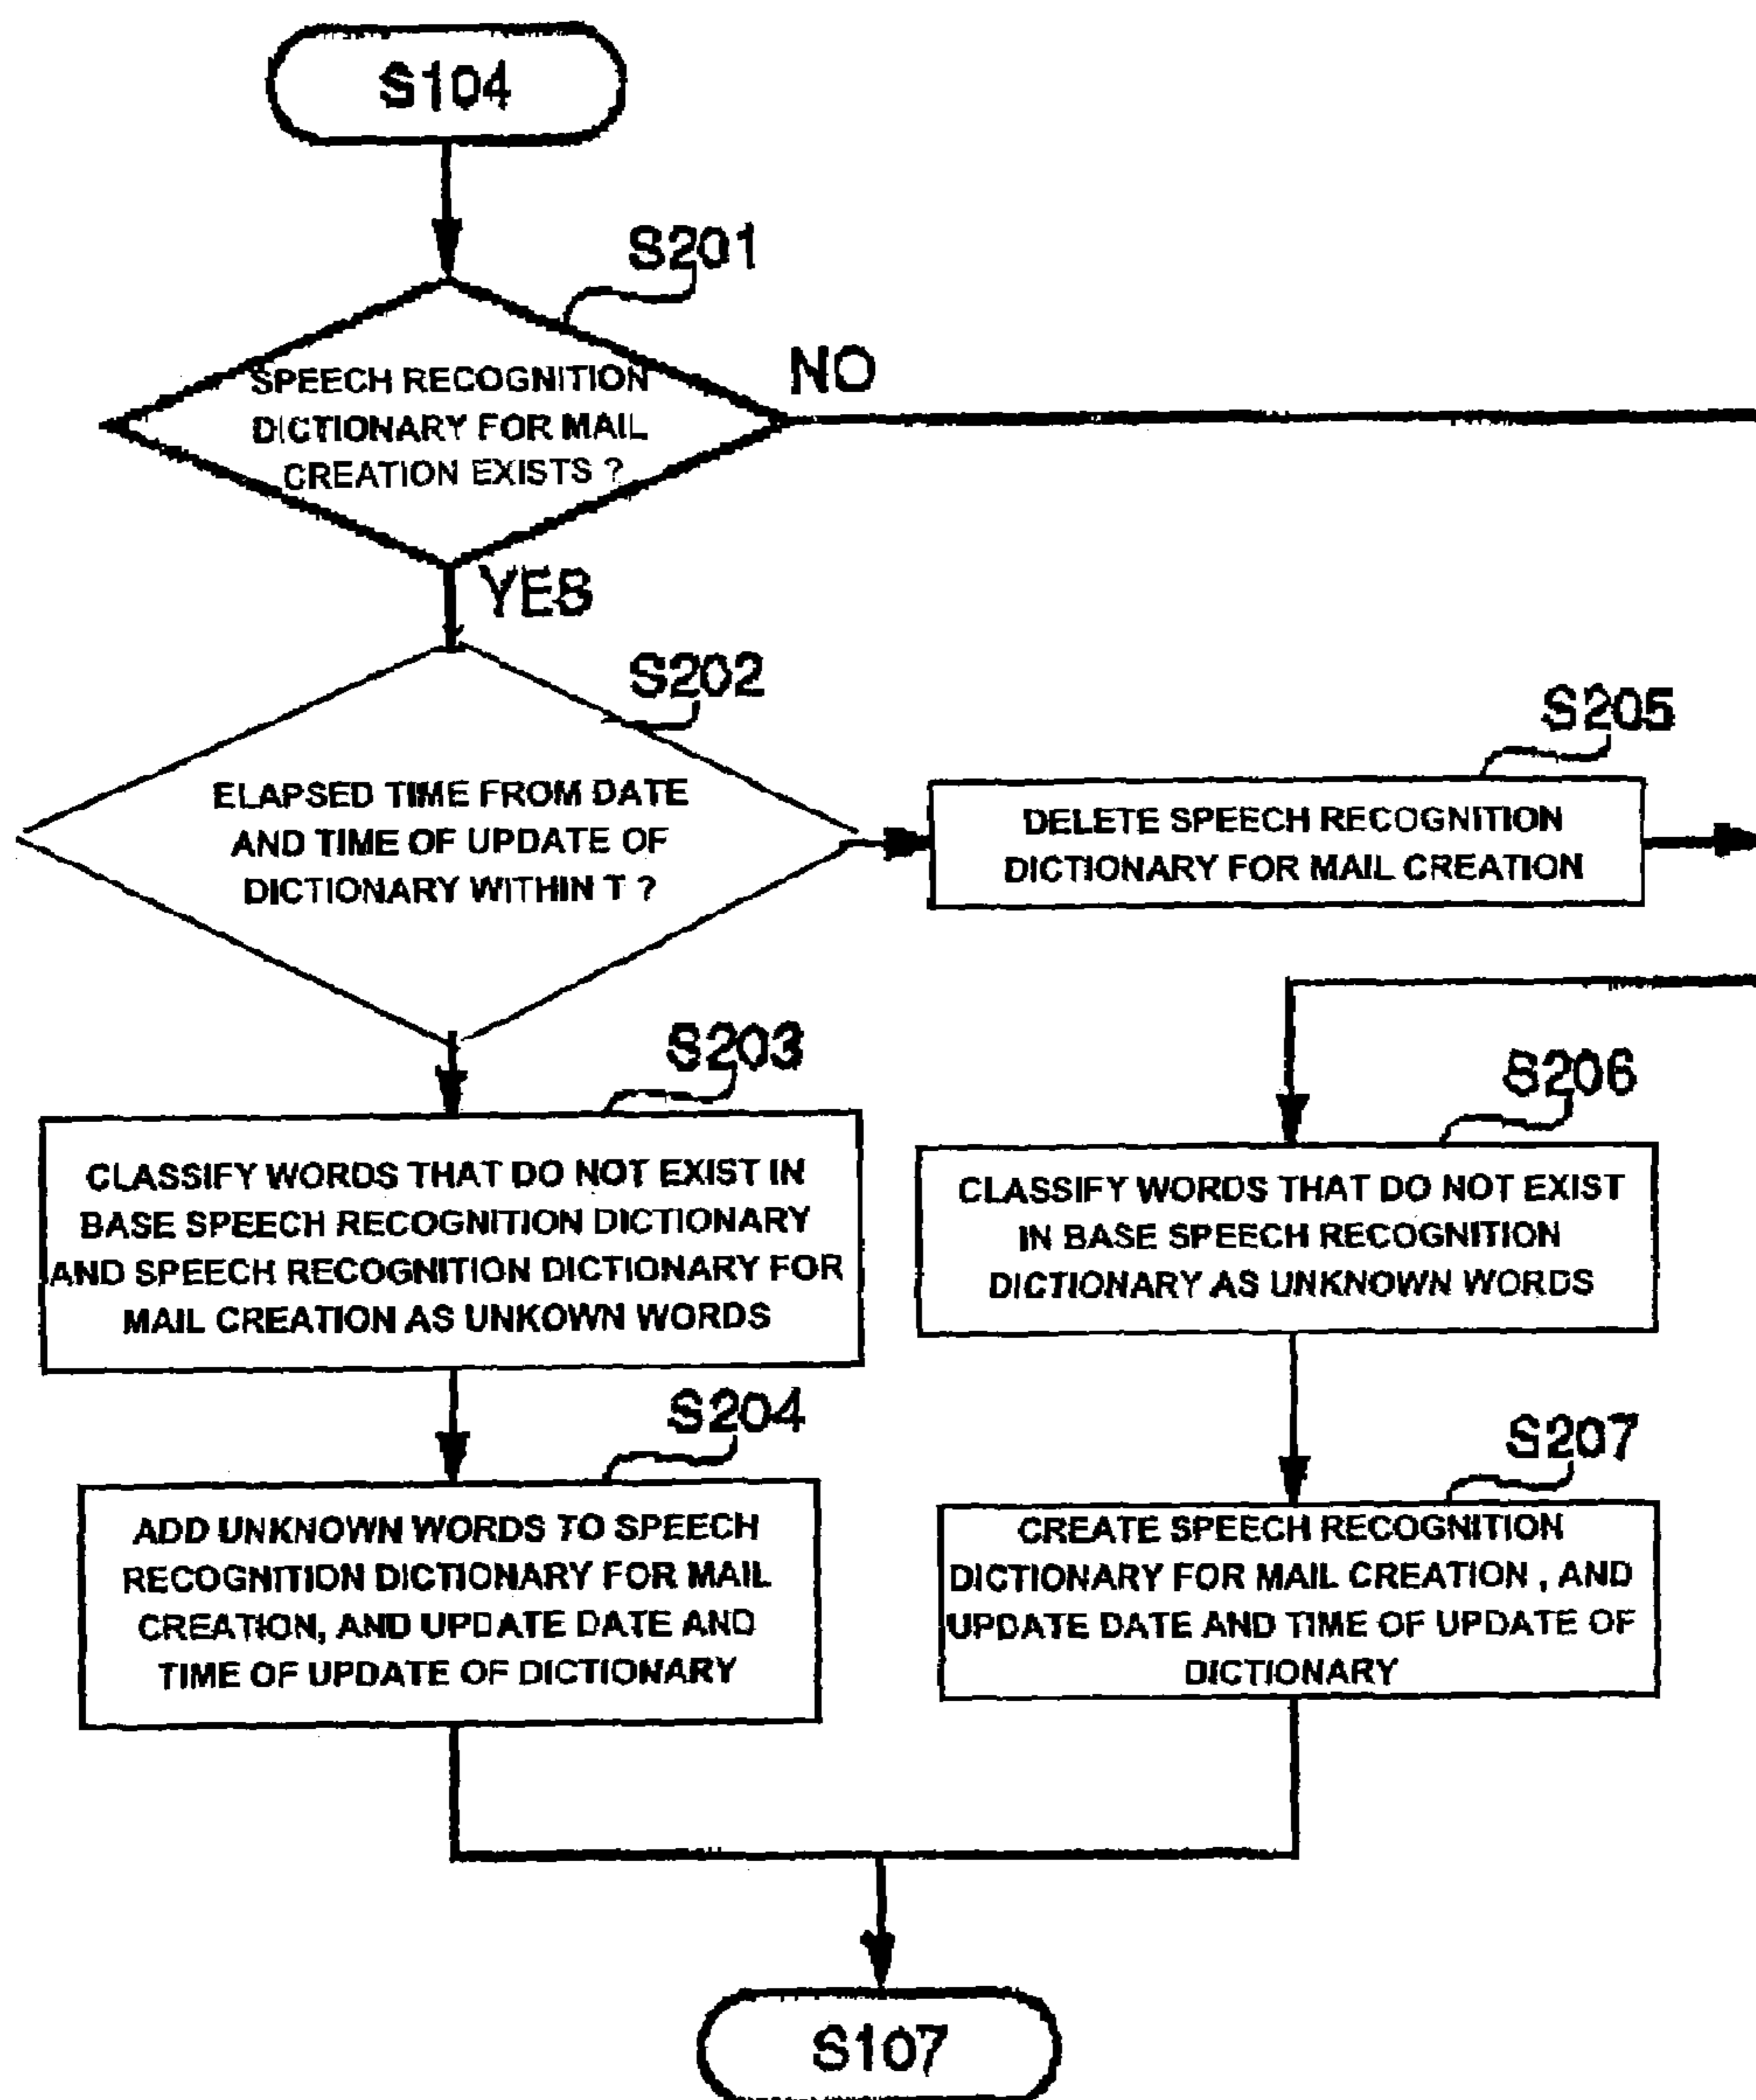 S104
S201
SPEECH RECOGNITION
DICTIONARY FOR MAIL
CREATION EXISTS ?
NO
YES
S202
ELAPSED TIME FROM DATE
AND TIME OF UPDATE OF
DICTIONARY WITHIN T ?
S205
DELETE SPEECH RECOGNITION
DICTIONARY FOR MAIL CREATION
S203
CLASSIFY WORDS THAT DO NOT EXIST IN
BASE SPEECH RECOGNITION DICTIONARY
AND SPEECH RECOGNITION DICTIONARY FOR
MAIL CREATION AS UNKOWN WORDS
S206
CLASSIFY WORDS THAT DO NOT EXIST
IN BASE SPEECH RECOGNITION
DICTIONARY AS UNKNOWN WORDS
S204
ADD UNKNOWN WORDS TO SPEECH
RECOGNITION DICTIONARY FOR MAIL
CREATION, AND UPDATE DATE AND
TIME OF UPDATE OF DICTIONARY
S207
CREATE SPEECH RECOGNITION
DICTIONARY FOR MAIL CREATION , AND
UPDATE DATE AND TIME OF UPDATE OF
DICTIONARY
S107